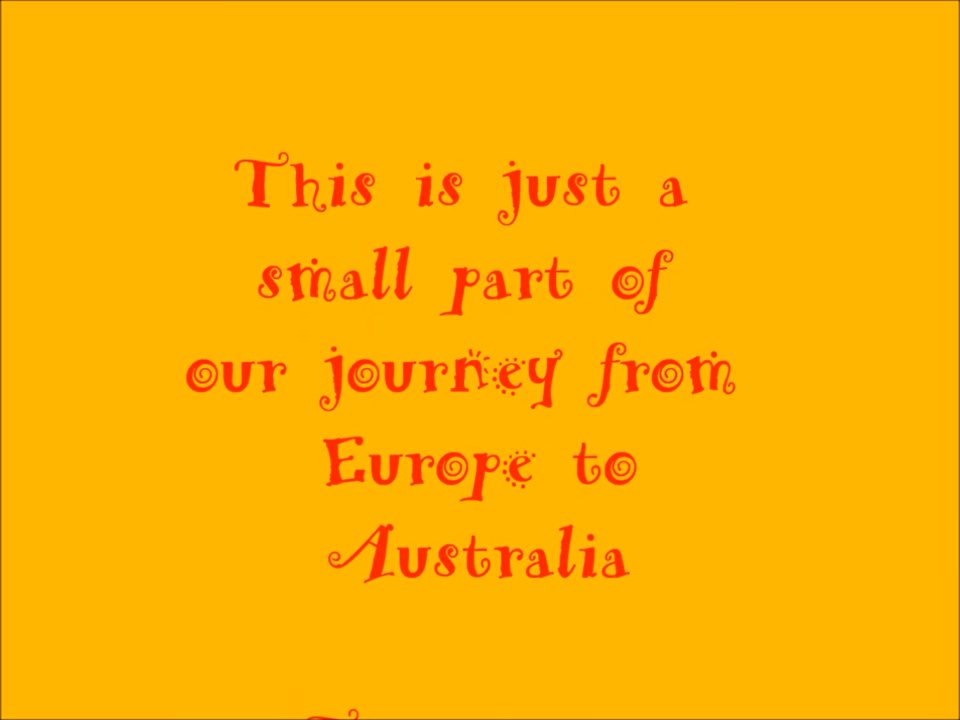 This is just a
small part of
our journey from
Europe to
Australia